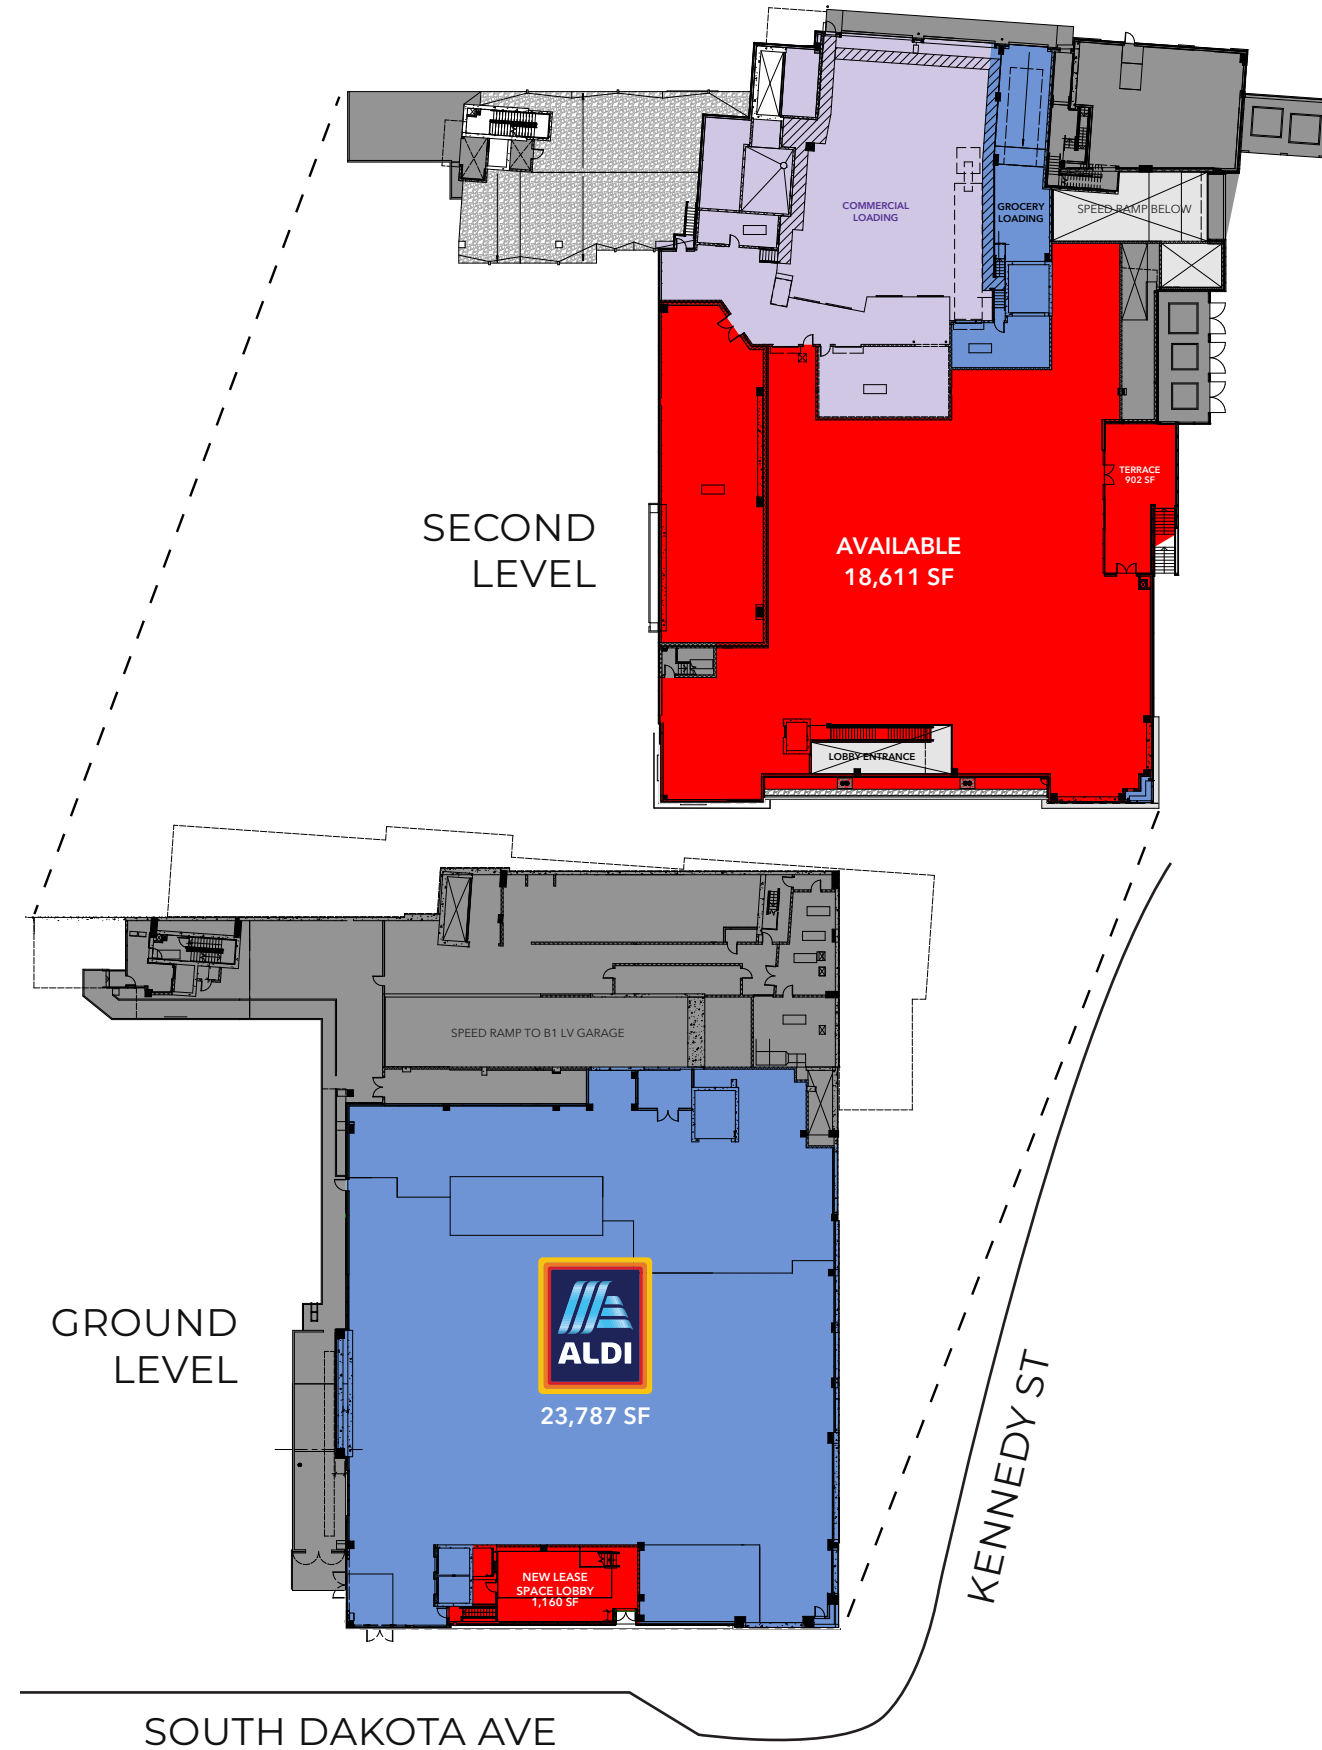 COMMERCIAL
LOADING
GROCERY
LOADING
SPEED RAMP BELOW
TERRACE
902 SF
SECOND
LEVEL
AVAILABLE
18,611 SF
LOBBY ENTRANCE
SPEED RAMP TO B1 LV GARAGE
GROUND
LEVEL
ALDI
23,787 SF
KENNEDY ST
NEW LEASE
SPACE LOBBY
1,160 SF
SOUTH DAKOTA AVE